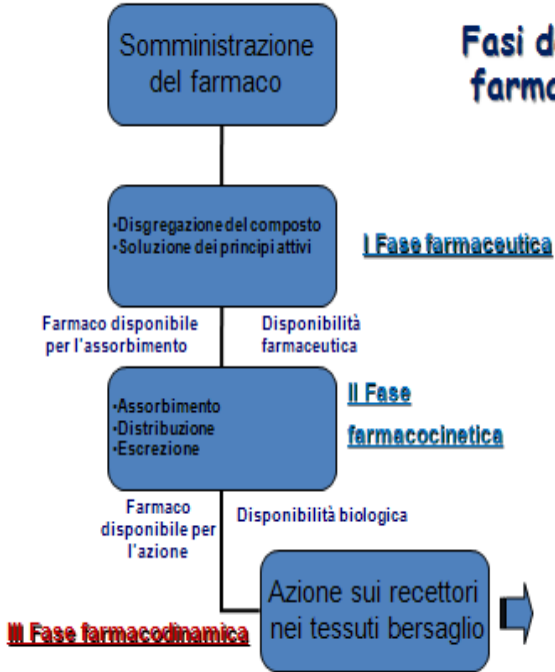 Somministrazione
del farmaco
Fasi d
farma
•Disgregazione del composto
•Soluzione dei principi attivi
I Fase farmaceutica
Farmaco disponibile
per l'assorbimento
Disponibilità
farmaceutica
•Assorbimento
•Distribuzione
•Escrezione
II Fase
farmacocinetica
Farmaco
disponibile per
l'azione
Disponibilità biologica
Azione sui recettori
nei tessuti bersaglio
III Fase farmacodinamica